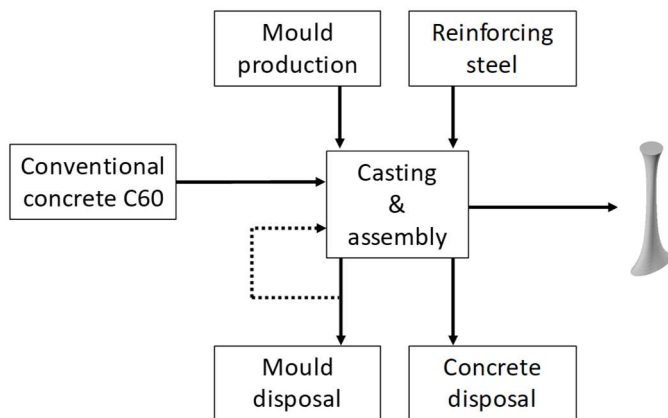 Mould
production
Reinforcing
steel
Conventional
concrete C60
Casting
&
assembly
Mould
disposal
Concrete
disposal